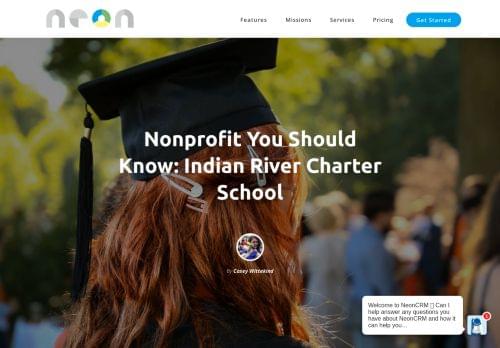 neon
Features
Missions
Services
Pricing
Get Started
Nonprofit You Should
Know: Indian River Charter
School
By Casey Wittekind
Welcome to NeonCRM Can I
help answer any questions you
have about NeonCRM and how it
can help you...
1